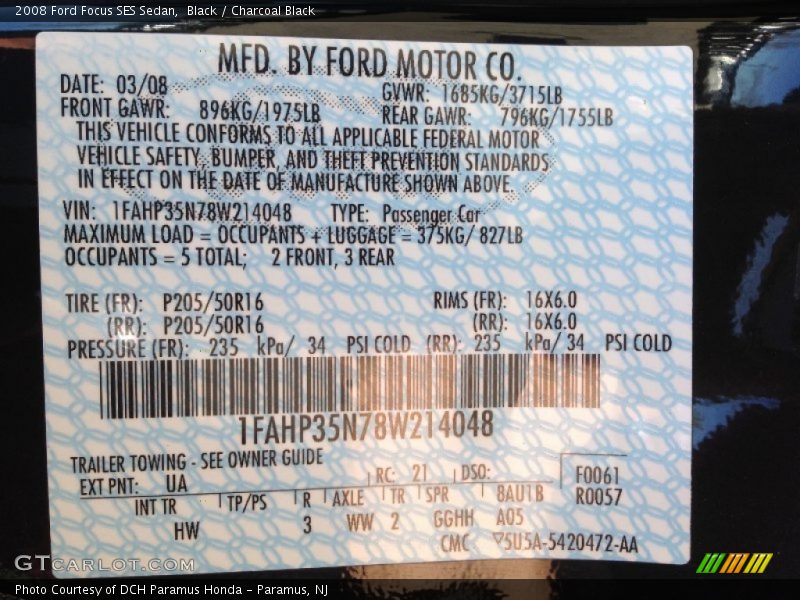 2008 Ford Focus SES Sedan,  Black / Charcoal Black
MFD. BY FORD MOTOR CO.
DATE: 03/08 GVWR: 1685KG/3715LB
FRONT GAWR: 896KG/1975LB REAR GAWR: 796KG/1755LB
THIS VEHICLE CONFORMS TO ALL APPLICABLE FEDERAL MOTOR
VEHICLE SAFETY, BUMPER, AND THEFT PREVENTION STANDARDS
IN EFFECT ON THE DATE OF MANUFACTURE SHOWN ABOVE.
VIN: 1FAHP35N78W214048 TYPE: Passenger Car
MAXIMUM LOAD = OCCUPANTS + LUGGAGE = 375KG/ 827LB
OCCUPANTS = 5 TOTAL; 2 FRONT, 3 REAR
TIRE (FR): P205/50R16 RIMS (FR): 16X6.0
(RR): P205/50R16 (RR): 16X6.0
PRESSURE (FR): 235 kPa/ 34 PSI COLD (RR): 235 kPa/ 34 PSI COLD
1FAHP35N78W214048
TRAILER TOWING - SEE OWNER GUIDE
EXT PNT: UA RC: 21 DSO: F0061
INT TR TP/PS R AXLE TR SPR 8AU1B R0057
HW 3 WW 2 GGHH A05
CMC ▽5U5A-5420472-AA
GTCARLOT.COM
Photo Courtesy of DCH Paramus Honda – Paramus, NJ